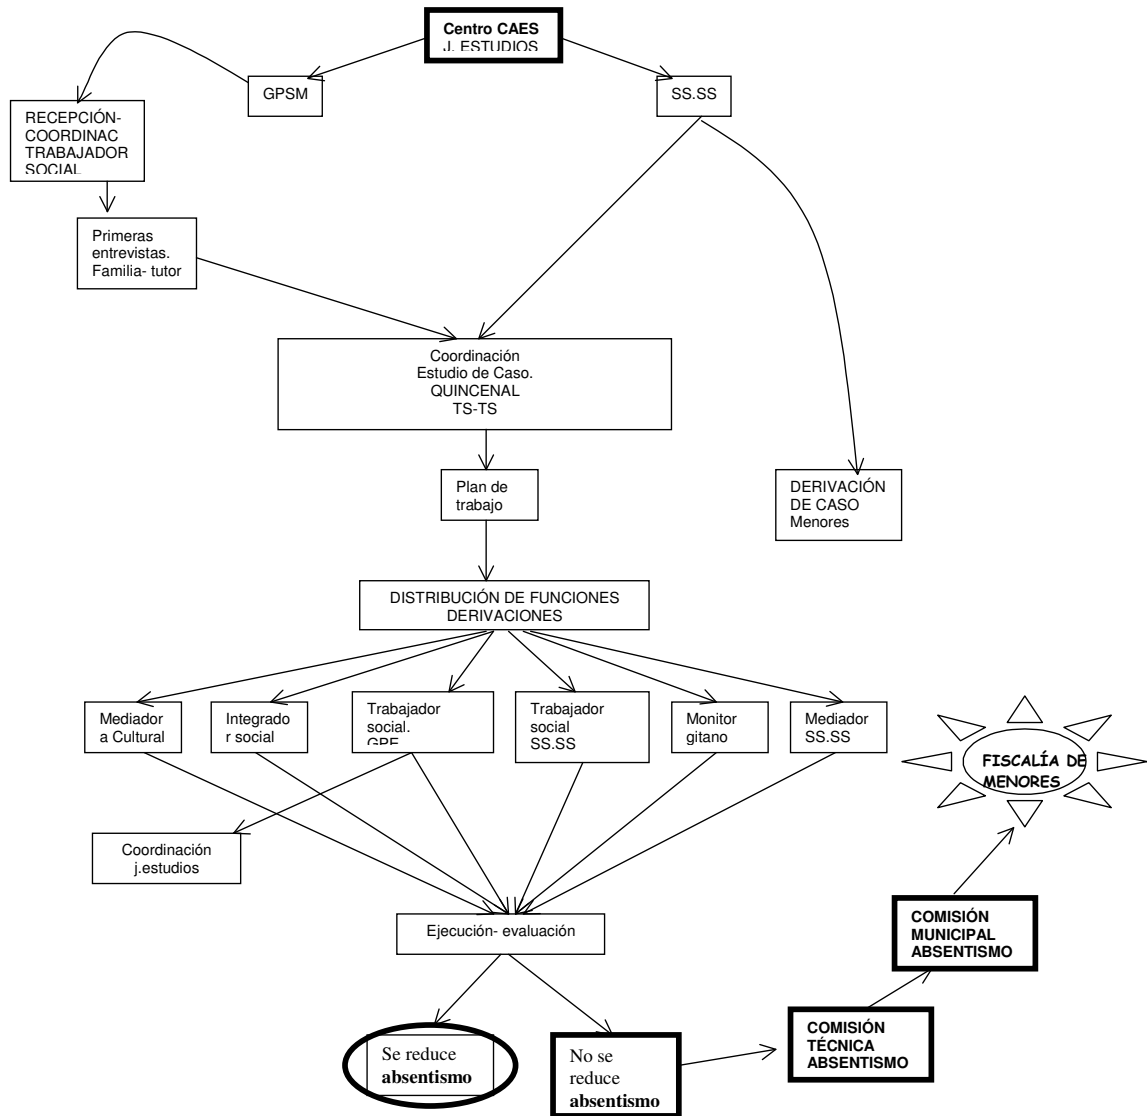 Centro CAES
J. ESTUDIOS
GPSM
SS.SS
RECEPCIÓN-
COORDINAC
TRABAJADOR
SOCIAL
Primeras
entrevistas.
Familia- tutor
Coordinación
Estudio de Caso.
QUINCENAL
TS-TS
Plan de
trabajo
DERIVACIÓN
DE CASO
Menores
DISTRIBUCIÓN DE FUNCIONES
DERIVACIONES
Mediador
a Cultural
Integrado
r social
Trabajador
social.
Trabajador
social
SS.SS
Monitor
gitano
Mediador
SS.SS
FISCALÍA DE
MENORES
Coordinación
j.estudios
Ejecución- evaluación
COMISIÓN
MUNICIPAL
ABSENTISMO
COMISIÓN
TÉCNICA
ABSENTISMO
Se reduce
absentismo
No se
reduce
absentismo